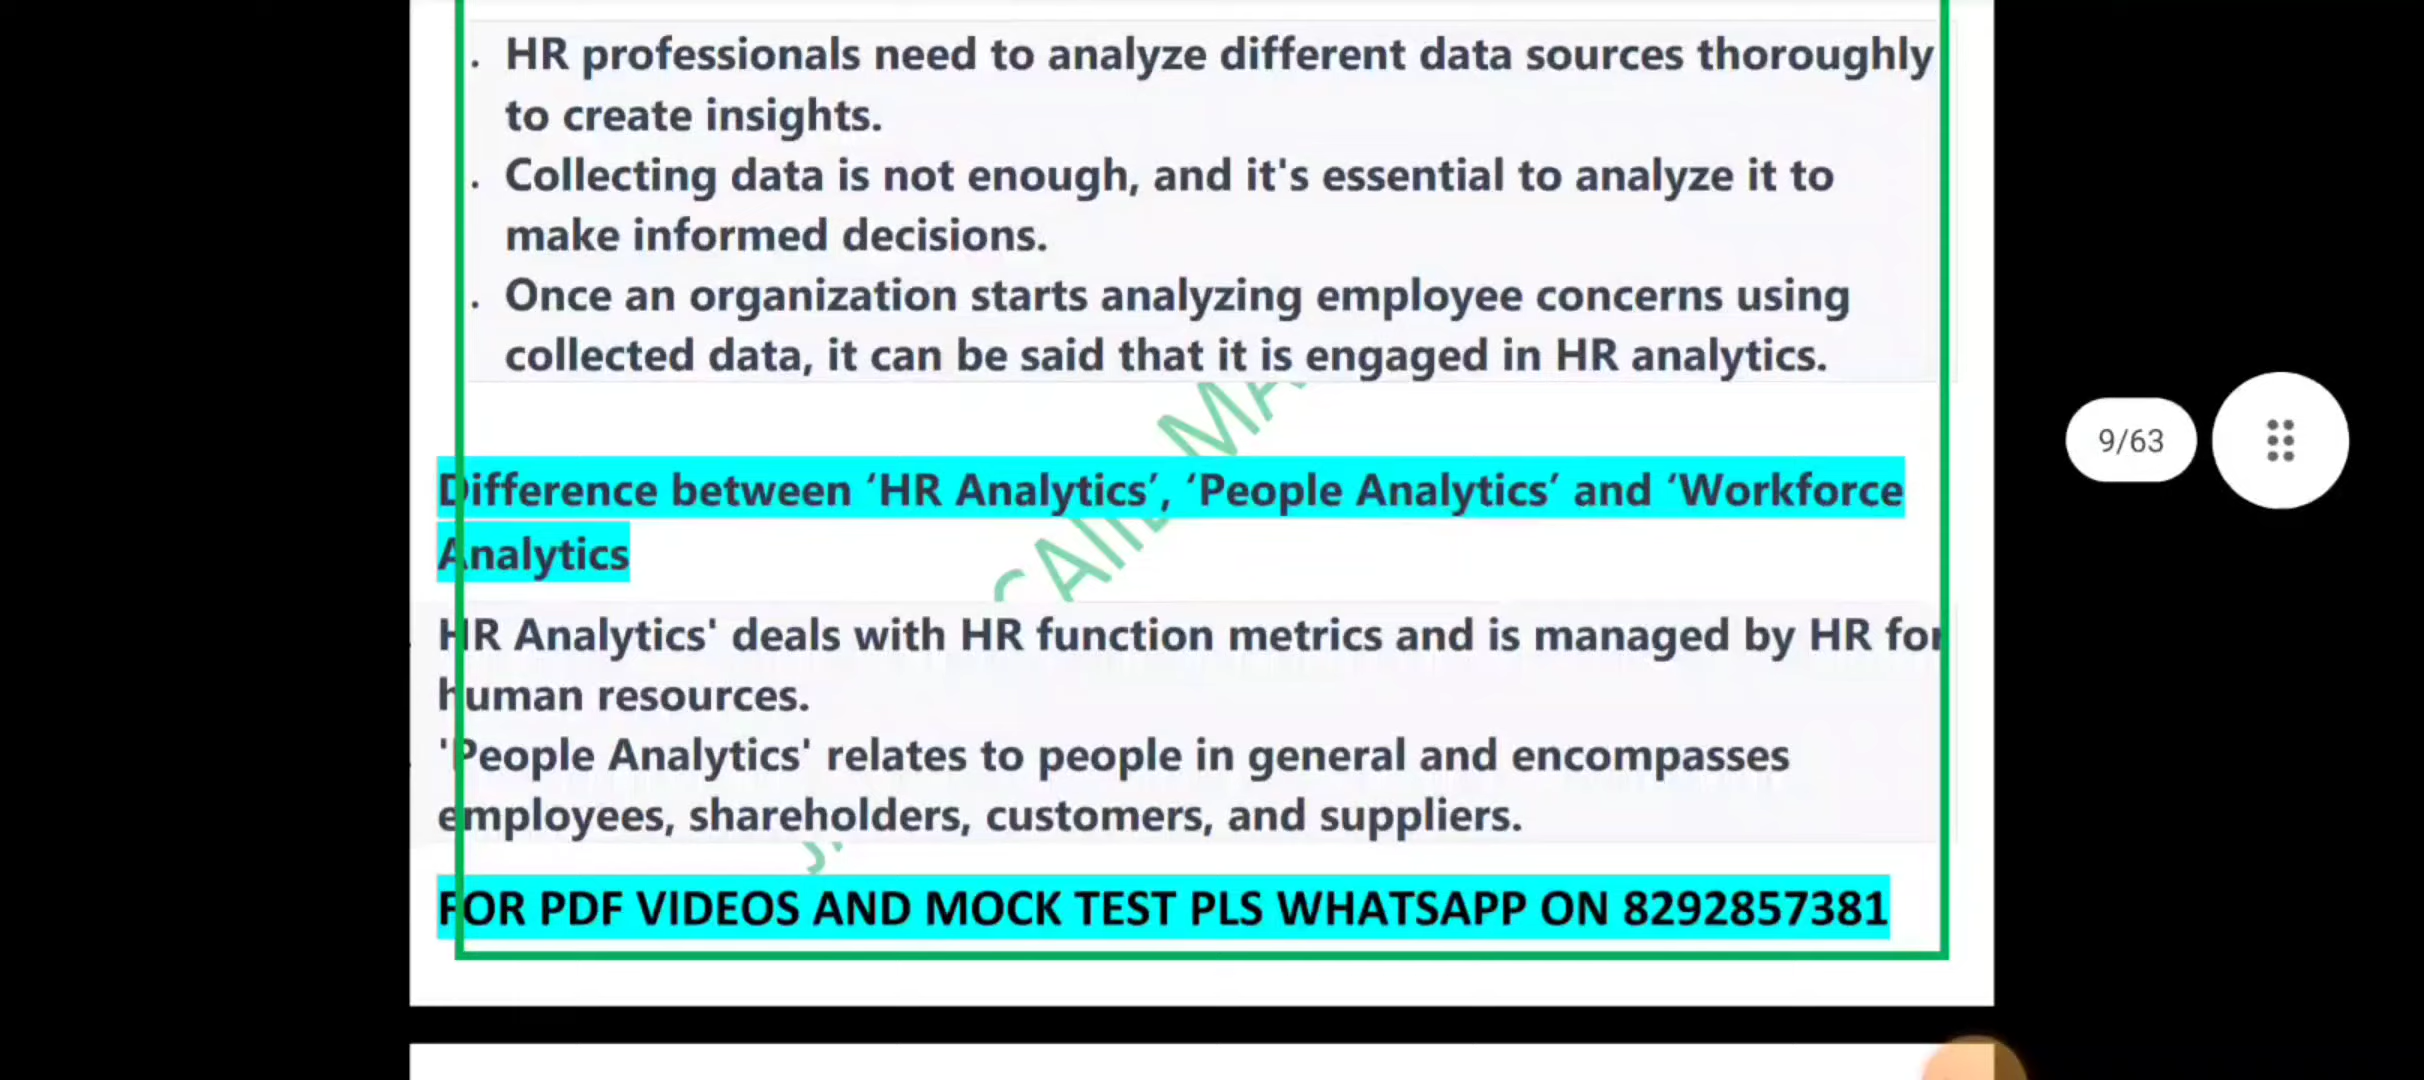 . HR professionals need to analyze different data sources thoroughly
to create insights.
. Collecting data is not enough, and it's essential to analyze it to
make informed decisions.
. Once an organization starts analyzing employee concerns using
collected data, it can be said that it is engaged in HR analytics.
Difference between ‘HR Analytics’, ‘People Analytics’ and ‘Workforce
Analytics
9/63
HR Analytics' deals with HR function metrics and is managed by HR for
human resources.
'People Analytics' relates to people in general and encompasses
employees, shareholders, customers, and suppliers.
FOR PDF VIDEOS AND MOCK TEST PLS WHATSAPP ON 8292857381